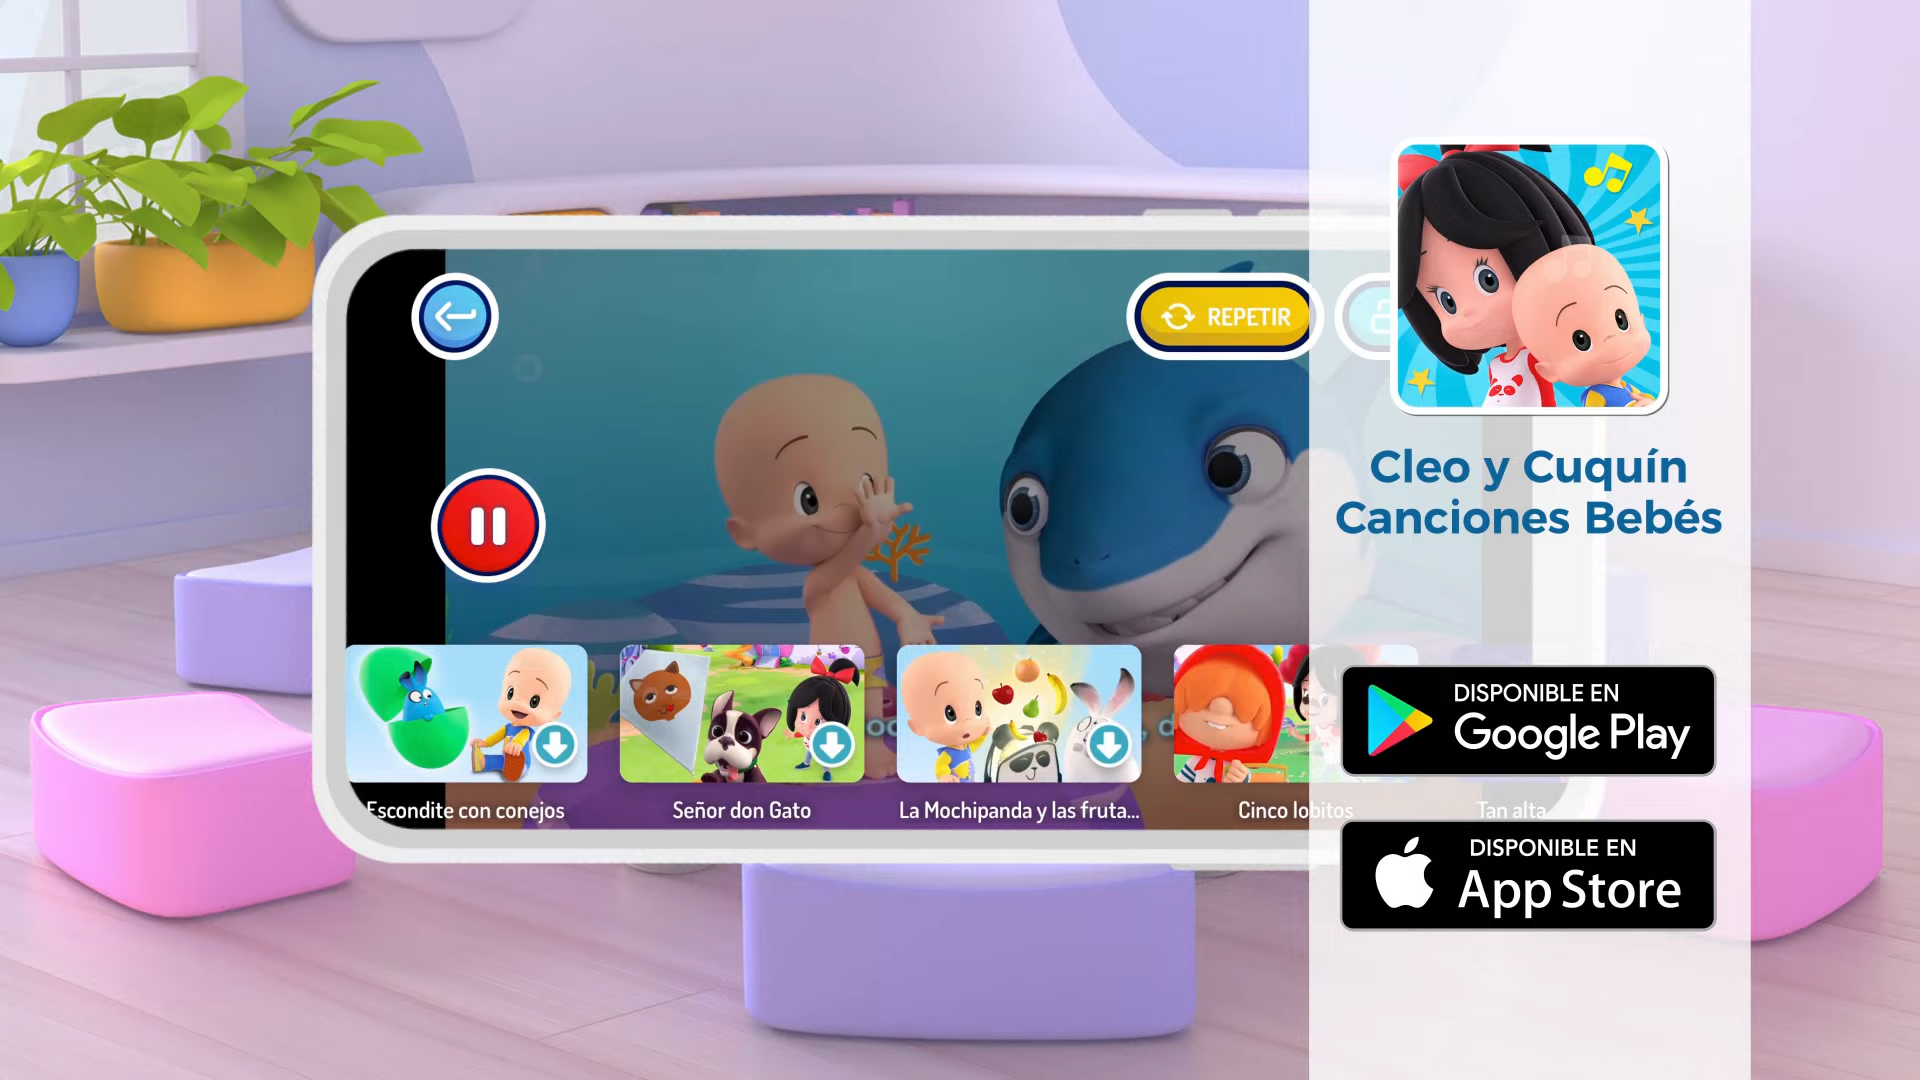 REPETIR
Escondite con conejos
Señor don Gato
La Mochipanda y las fruta...
Cinco lobitos
Tan alta
Cleo y Cuquín
Canciones Bebés
DISPONIBLE EN
Google Play
DISPONIBLE EN
App Store